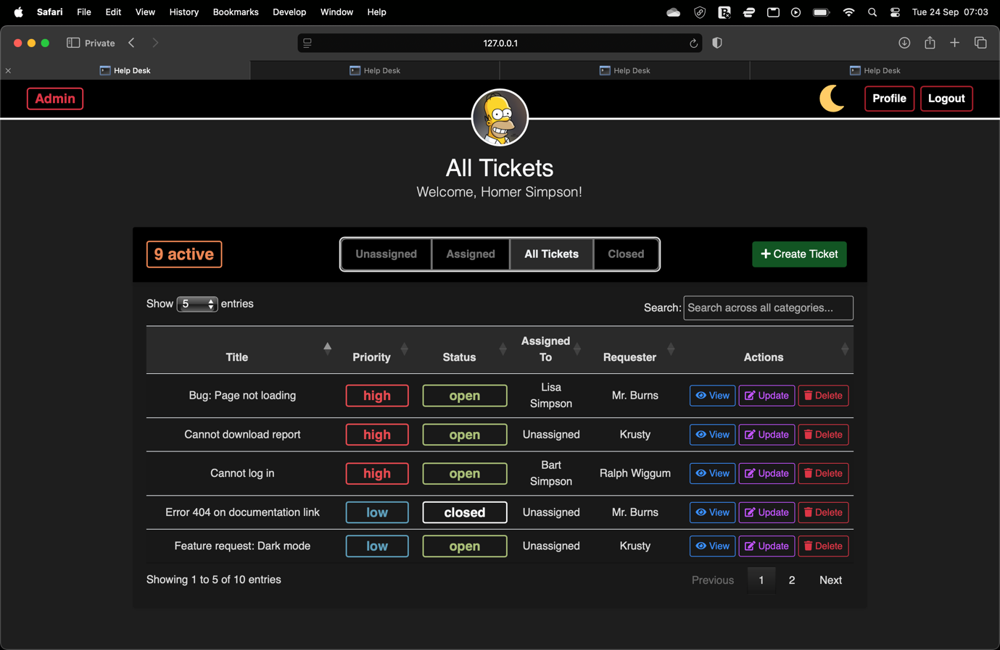 Safari File Edit View History Bookmarks Develop Window Help Tue 24 Sep 07:03
Private 127.0.0.1
Help Desk Help Desk Help Desk Help Desk
Admin Profile Logout
All Tickets
Welcome, Homer Simpson!
9 active Unassigned Assigned All Tickets Closed + Create Ticket
Show 5 entries Search: Search across all categories...
Title Priority Status Assigned To Requester Actions
Bug: Page not loading high open Lisa Simpson Mr. Burns View Update Delete
Cannot download report high open Unassigned Krusty View Update Delete
Cannot log in high open Bart Simpson Ralph Wiggum View Update Delete
Error 404 on documentation link low closed Unassigned Mr. Burns View Update Delete
Feature request: Dark mode low open Unassigned Krusty View Update Delete
Showing 1 to 5 of 10 entries Previous 1 2 Next